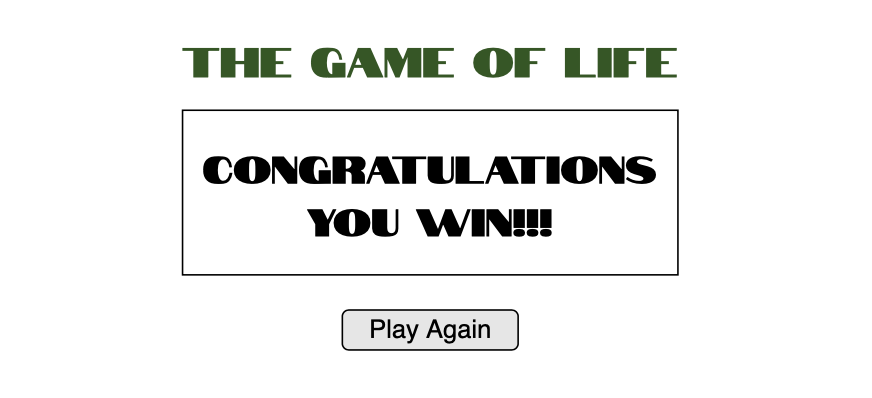 THE GAME OF LIFE
CONGRATULATIONS
YOU WIN!!!
Play Again